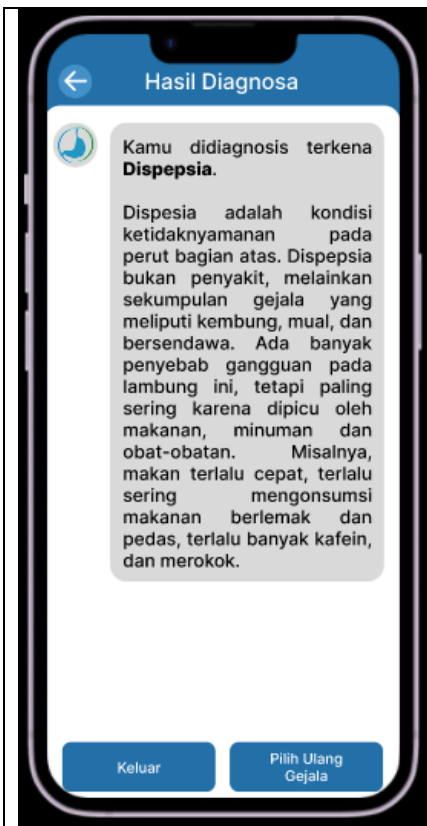 Hasil Diagnosa
Kamu didiagnosis terkena
Dispepsia.
Dispesia adalah kondisi
ketidaknyamanan pada
perut bagian atas. Dispepsia
bukan penyakit, melainkan
sekumpulan gejala yang
meliputi kembung, mual, dan
bersendawa. Ada banyak
penyebab gangguan pada
lambung ini, tetapi paling
sering karena dipicu oleh
makanan, minuman dan
obat-obatan. Misalnya,
makan terlalu cepat, terlalu
sering mengonsumsi
makanan berlemak dan
pedas, terlalu banyak kafein,
dan merokok.
Keluar
Pilih Ulang
Gejala